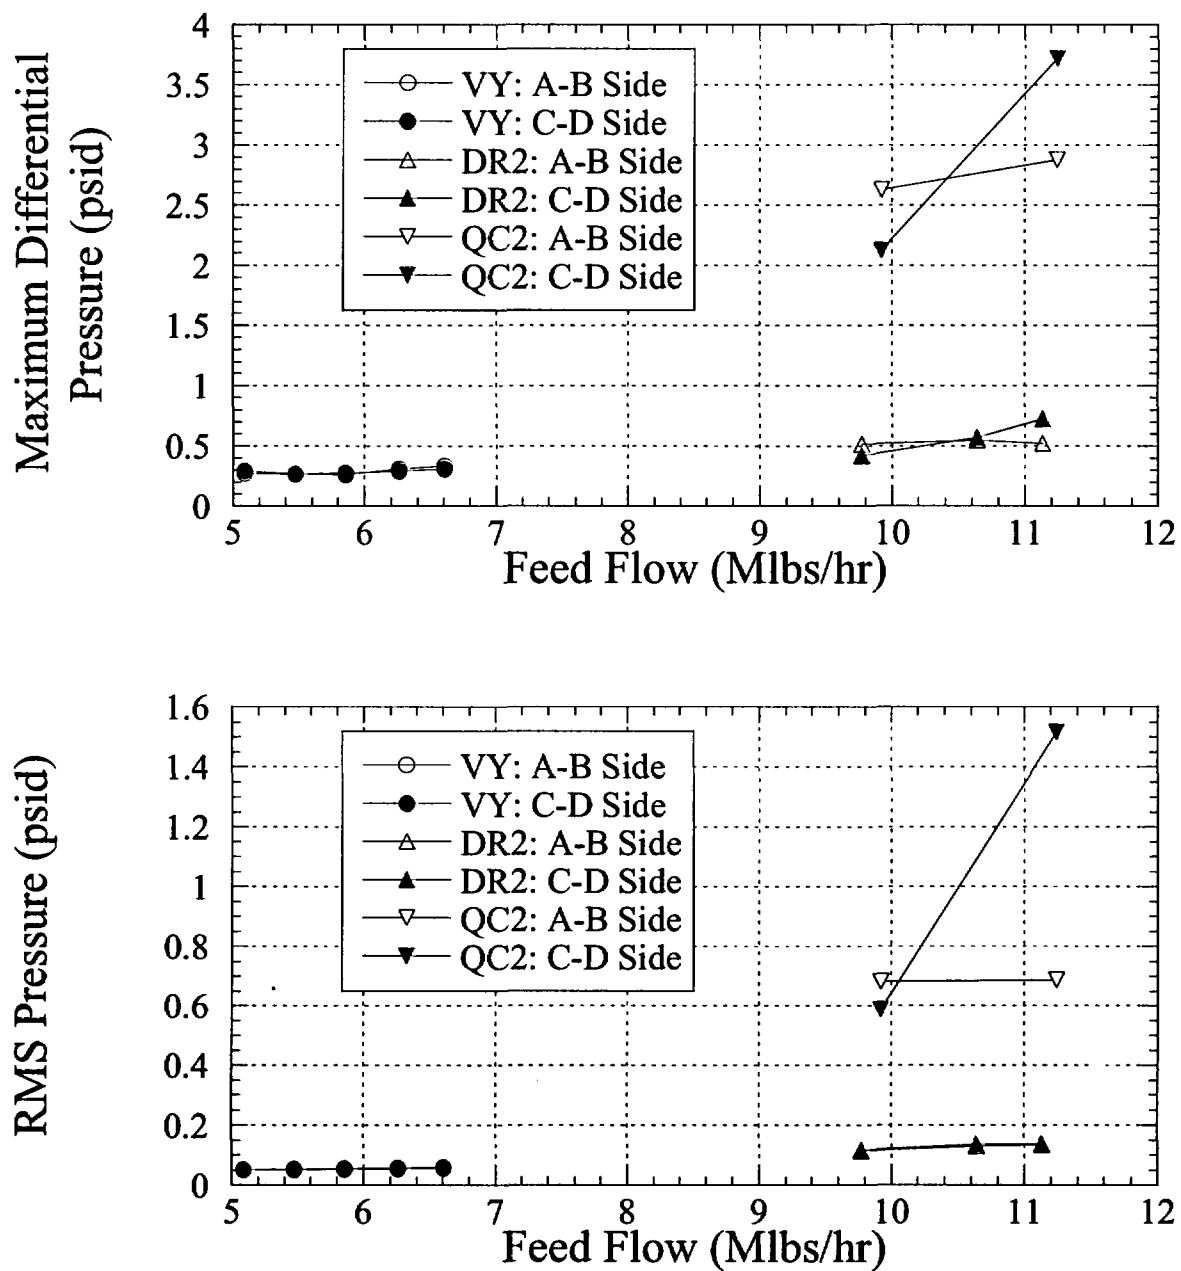 Maximum Differential
Pressure (psid)
4
3.5
3
2.5
2
1.5
1
0.5
0
VY: A-B Side
VY: C-D Side
DR2: A-B Side
DR2: C-D Side
QC2: A-B Side
QC2: C-D Side
5 6 7 8 9 10 11 12
Feed Flow (Mlbs/hr)
RMS Pressure (psid)
1.6
1.4
1.2
1
0.8
0.6
0.4
0.2
0
VY: A-B Side
VY: C-D Side
DR2: A-B Side
DR2: C-D Side
QC2: A-B Side
QC2: C-D Side
5 6 7 8 9 10 11 12
Feed Flow (Mlbs/hr)